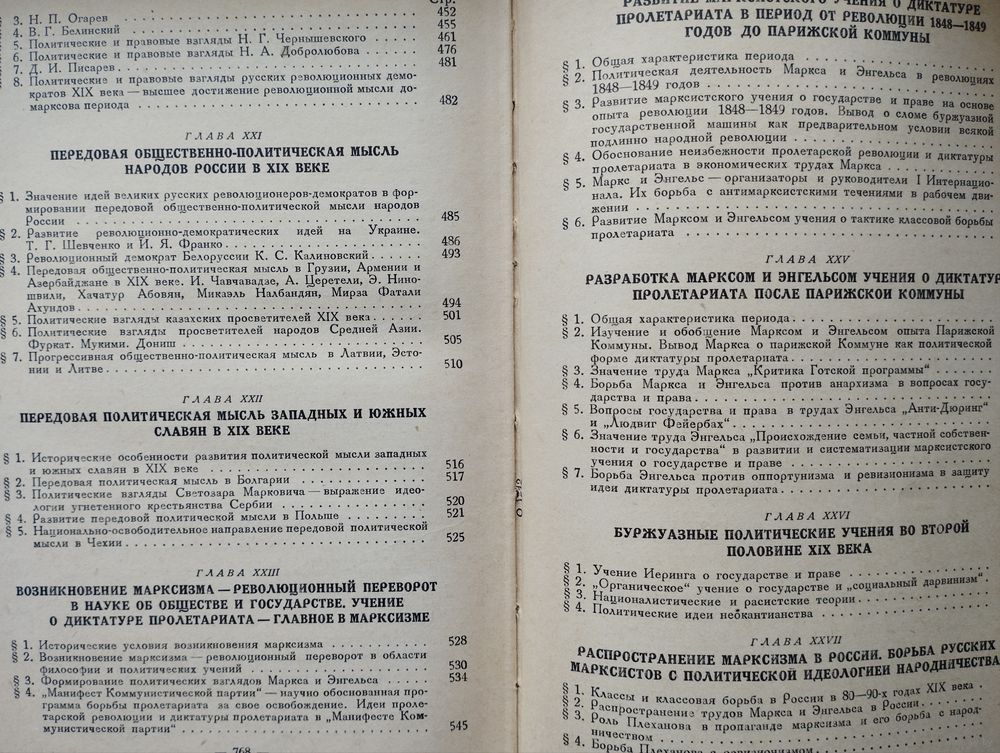 Стр.
3. Н. П. Огарев . . . 452
4. В. Г. Белинский . . . 455
5. Политические и правовые взгляды Н. Г. Чернышевского . . . 461
6. Политические и правовые взгляды Н. А. Добролюбова . . . 476
7. Д. И. Писарев . . . 481
8. Политические и правовые взгляды русских революционных демо-
кратов XIX века — высшее достижение революционной мысли до-
марксова периода . . . 482
ГЛАВА XXI
ПЕРЕДОВАЯ ОБЩЕСТВЕННО-ПОЛИТИЧЕСКАЯ МЫСЛЬ
НАРОДОВ РОССИИ В XIX ВЕКЕ
§ 1. Значение идей великих русских революционеров-демократов в фор-
мировании передовой общественно-политической мысли народов
России . . . 485
§ 2. Развитие революционно-демократических идей на Украине.
Т. Г. Шевченко и И. Я. Франко . . . 486
§ 3. Революционный демократ Белоруссии К. С. Калиновский . . . 493
§ 4. Передовая общественно-политическая мысль в Грузии, Армении и
Азербайджане в XIX веке. И. Чавчавадзе, А. Церетели, Э. Нино-
швили, Хачатур Абовян, Микаэль Налбандян, Мирза Фатали
Ахундов . . . 494
§ 5. Политические взгляды казахских просветителей XIX века . . . 501
§ 6. Политические взгляды просветителей народов Средней Азии.
Фуркат. Мукими. Дониш . . . 505
§ 7. Прогрессивная общественно-политическая мысль в Латвии, Эсто-
нии и Литве . . . 510
ГЛАВА XXII
ПЕРЕДОВАЯ ПОЛИТИЧЕСКАЯ МЫСЛЬ ЗАПАДНЫХ И ЮЖНЫХ
СЛАВЯН В XIX ВЕКЕ
§ 1. Исторические особенности развития политической мысли западных
и южных славян в XIX веке . . . 516
§ 2. Передовая политическая мысль в Болгарии . . . 517
§ 3. Политические взгляды Светозара Марковича — выражение идео-
логии угнетенного крестьянства Сербии . . . 520
§ 4. Развитие передовой политической мысли в Польше . . . 521
§ 5. Национально-освободительное направление передовой политической
мысли в Чехии . . . 525
ГЛАВА XXIII
ВОЗНИКНОВЕНИЕ МАРКСИЗМА — РЕВОЛЮЦИОННЫЙ ПЕРЕВОРОТ
В НАУКЕ ОБ ОБЩЕСТВЕ И ГОСУДАРСТВЕ. УЧЕНИЕ
О ДИКТАТУРЕ ПРОЛЕТАРИАТА — ГЛАВНОЕ В МАРКСИЗМЕ
§ 1. Исторические условия возникновения марксизма . . . 528
§ 2. Возникновение марксизма — революционный переворот в области
философии и политических учений . . . 530
§ 3. Формирование политических взглядов Маркса и Энгельса . . . 534
§ 4. „Манифест Коммунистической партии“ — научно обоснованная про-
грамма борьбы пролетариата за свое освобождение. Идеи проле-
тарской революции и диктатуры пролетариата в „Манифесте Ком-
мунистической партии“ . . . 545
— 768 —
РАЗВИТИЕ МАРКСИСТСКОГО УЧЕНИЯ О ДИКТАТУРЕ
ПРОЛЕТАРИАТА В ПЕРИОД ОТ РЕВОЛЮЦИИ 1848—1849
ГОДОВ ДО ПАРИЖСКОЙ КОММУНЫ
§ 1. Общая характеристика периода . . .
§ 2. Политическая деятельность Маркса и Энгельса в революциях
1848—1849 годов . . .
§ 3. Развитие марксистского учения о государстве и праве на основе
опыта революции 1848—1849 годов. Вывод о сломе буржуазной
государственной машины как предварительном условии всякой
подлинно народной революции . . .
§ 4. Обоснование неизбежности пролетарской революции и диктатуры
пролетариата в экономических трудах Маркса . . .
§ 5. Маркс и Энгельс — организаторы и руководители I Интернацио-
нала. Их борьба с антимарксистскими течениями в рабочем дви-
жении . . .
§ 6. Развитие Марксом и Энгельсом учения о тактике классовой борьбы
пролетариата . . .
ГЛАВА XXV
РАЗРАБОТКА МАРКСОМ И ЭНГЕЛЬСОМ УЧЕНИЯ О ДИКТАТУР
ПРОЛЕТАРИАТА ПОСЛЕ ПАРИЖСКОЙ КОММУНЫ
§ 1. Общая характеристика периода . . .
§ 2. Изучение и обобщение Марксом и Энгельсом опыта Парижской
Коммуны. Вывод Маркса о парижской Коммуне как политической
форме диктатуры пролетариата . . .
§ 3. Значение труда Маркса „Критика Готской программы“ . . .
§ 4. Борьба Маркса и Энгельса против анархизма в вопросах госу-
дарства и права . . .
§ 5. Вопросы государства и права в трудах Энгельса „Анти-Дюринг“
и „Людвиг Фейербах“ . . .
§ 6. Значение труда Энгельса „Происхождение семьи, частной собствен-
ности и государства“ в развитии и систематизации марксистского
учения о государстве и праве . . .
§ 7. Борьба Энгельса против оппортунизма и ревизионизма в защиту
идеи диктатуры пролетариата . . .
ГЛАВА XXVI
БУРЖУАЗНЫЕ ПОЛИТИЧЕСКИЕ УЧЕНИЯ ВО ВТОРОЙ
ПОЛОВИНЕ XIX ВЕКА
§ 1. Учение Иеринга о государстве и праве . . .
§ 2. „Органическое“ учение о государстве и „социальный дарвинизм“ .
§ 3. Националистические и расистские теории . . .
§ 4. Политические идеи неокантианства . . .
ГЛАВА XXVII
РАСПРОСТРАНЕНИЕ МАРКСИЗМА В РОССИИ. БОРЬБА РУССКИХ
МАРКСИСТОВ С ПОЛИТИЧЕСКОЙ ИДЕОЛОГИЕЙ НАРОДНИЧЕСТВА
§ 1. Классы и классовая борьба в России в 80—90-х годах XIX века .
§ 2. Распространение трудов Маркса и Энгельса в России . . .
§ 3. Роль Плеханова в пропаганде марксизма и его борьба с народ-
ничеством . . .
§ 4. Борьба Плеханова с ревизионизмом . . .